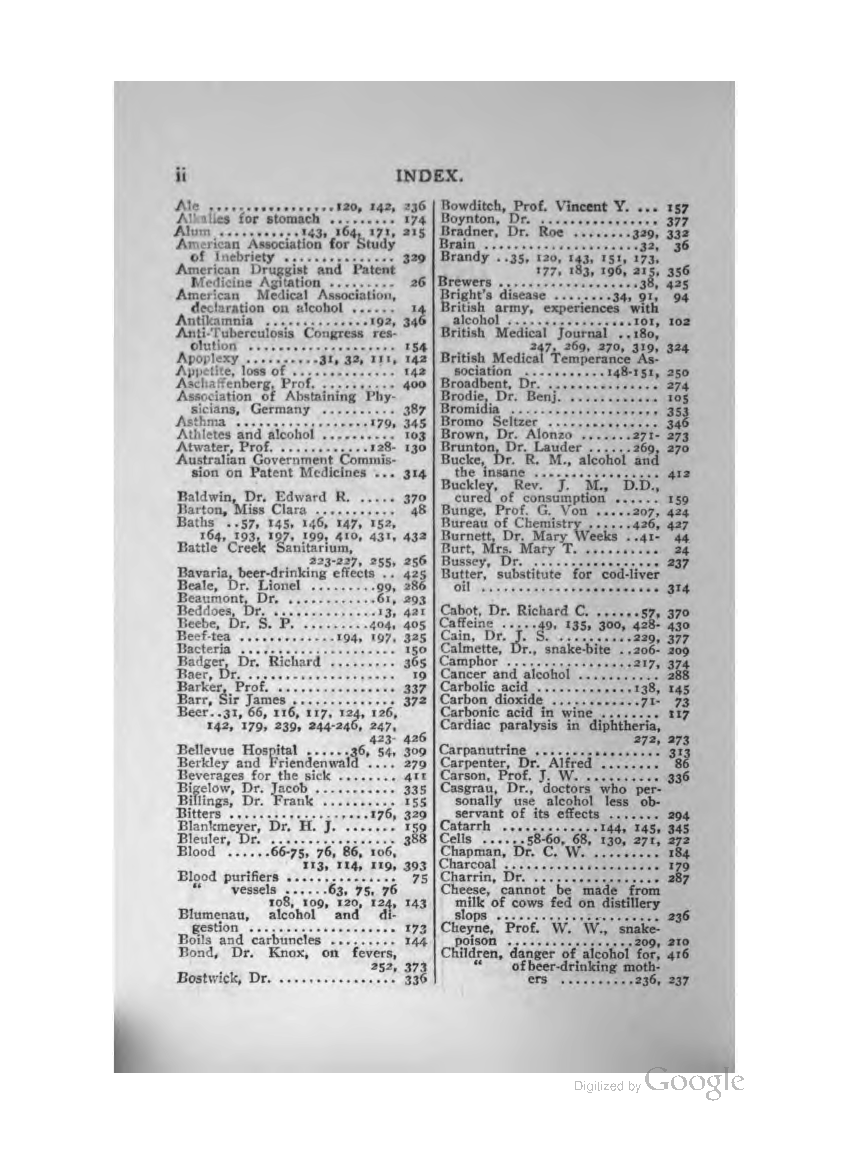 ii INDEX.
Ale .................120, 142, 236
Alkalies for stomach ......... 174
Alum ...........143, 164, 171, 215
American Association for Study
of Inebriety ............... 329
American Druggist and Patent
Medicine Agitation ......... 26
American Medical Association,
declaration on alcohol ...... 14
Antikamnia ..............192, 346
Anti-Tuberculosis Congress res-
olution .................... 154
Apoplexy ..........31, 32, 111, 142
Appetite, loss of .............. 142
Aschaffenberg, Prof. .......... 400
Association of Abstaining Phy-
sicians, Germany .......... 387
Asthma ..................179, 345
Athletes and alcohol .......... 103
Atwater, Prof. ............128- 130
Australian Government Commis-
sion on Patent Medicines ... 314
Baldwin, Dr. Edward R. ..... 370
Barton, Miss Clara ........... 48
Baths ..57, 145, 146, 147, 152,
164, 193, 197, 199, 410, 431, 432
Battle Creek Sanitarium,
223-227, 255, 256
Bavaria, beer-drinking effects .. 425
Beale, Dr. Lionel .........99, 286
Beaumont, Dr. ............61, 293
Beddoes, Dr. ..............13, 421
Beebe, Dr. S. P. .........404, 405
Beef-tea .............194, 197, 325
Bacteria ..................... 150
Badger, Dr. Richard ......... 365
Baer, Dr. .................... 19
Barker, Prof. ................ 337
Barr, Sir James .............. 372
Beer..31, 66, 116, 117, 124, 126,
142, 179, 239, 244-246, 247,
423- 426
Bellevue Hospital ......36, 54, 309
Berkley and Friendenwald .... 279
Beverages for the sick ........ 411
Bigelow, Dr. Jacob ........... 335
Billings, Dr. Frank .......... 155
Bitters ...................176, 329
Blankmeyer, Dr. H. J. ....... 159
Bleuler, Dr. ................. 388
Blood ......66-75, 76, 86, 106,
113, 114, 119, 393
Blood purifiers ............... 75
“ vessels ......63, 75, 76
108, 109, 120, 124, 143
Blumenau, alcohol and di-
gestion .................... 173
Boils and carbuncles ......... 144
Bond, Dr. Knox, on fevers,
252, 373
Bostwick, Dr. ................ 336
Bowditch, Prof. Vincent Y. ... 157
Boynton, Dr. ................ 377
Bradner, Dr. Roe ........329, 332
Brain .....................32, 36
Brandy ..35, 120, 143, 151, 173,
177, 183, 196, 215, 356
Brewers ...................38, 425
Bright's disease ........34, 91, 94
British army, experiences with
alcohol .................101, 102
British Medical Journal ..180,
247, 269, 270, 319, 324
British Medical Temperance As-
sociation ...........148-151, 250
Broadbent, Dr. ............... 274
Brodie, Dr. Benj. ............ 105
Bromidia .................... 353
Bromo Seltzer ............... 346
Brown, Dr. Alonzo .......271- 273
Brunton, Dr. Lauder ......269, 270
Bucke, Dr. R. M., alcohol and
the insane ................. 412
Buckley, Rev. J. M., D.D.,
cured of consumption ...... 159
Bunge, Prof. G. Von .....207, 424
Bureau of Chemistry ......426, 427
Burnett, Dr. Mary Weeks ..41- 44
Burt, Mrs. Mary T. .......... 24
Bussey, Dr. ................. 237
Butter, substitute for cod-liver
oil ........................ 314
Cabot, Dr. Richard C. ......57, 370
Caffeine .....49, 135, 300, 428- 430
Cain, Dr. J. S. ..........229, 377
Calmette, Dr., snake-bite ..206- 209
Camphor .................217, 374
Cancer and alcohol ........... 288
Carbolic acid .............138, 145
Carbon dioxide ............71- 73
Carbonic acid in wine ........ 117
Cardiac paralysis in diphtheria,
272, 273
Carpanutrine ................. 313
Carpenter, Dr. Alfred ........ 86
Carson, Prof. J. W. .......... 336
Casgrau, Dr., doctors who per-
sonally use alcohol less ob-
servant of its effects ....... 294
Catarrh .............144, 145, 345
Cells ......58-60, 68, 130, 271, 272
Chapman, Dr. C. W. ......... 184
Charcoal ..................... 179
Charrin, Dr. ................. 287
Cheese, cannot be made from
milk of cows fed on distillery
slops ...................... 236
Cheyne, Prof. W. W., snake-
poison .................209, 210
Children, danger of alcohol for, 416
“ of beer-drinking moth-
ers ..........236, 237
Digitized by Google